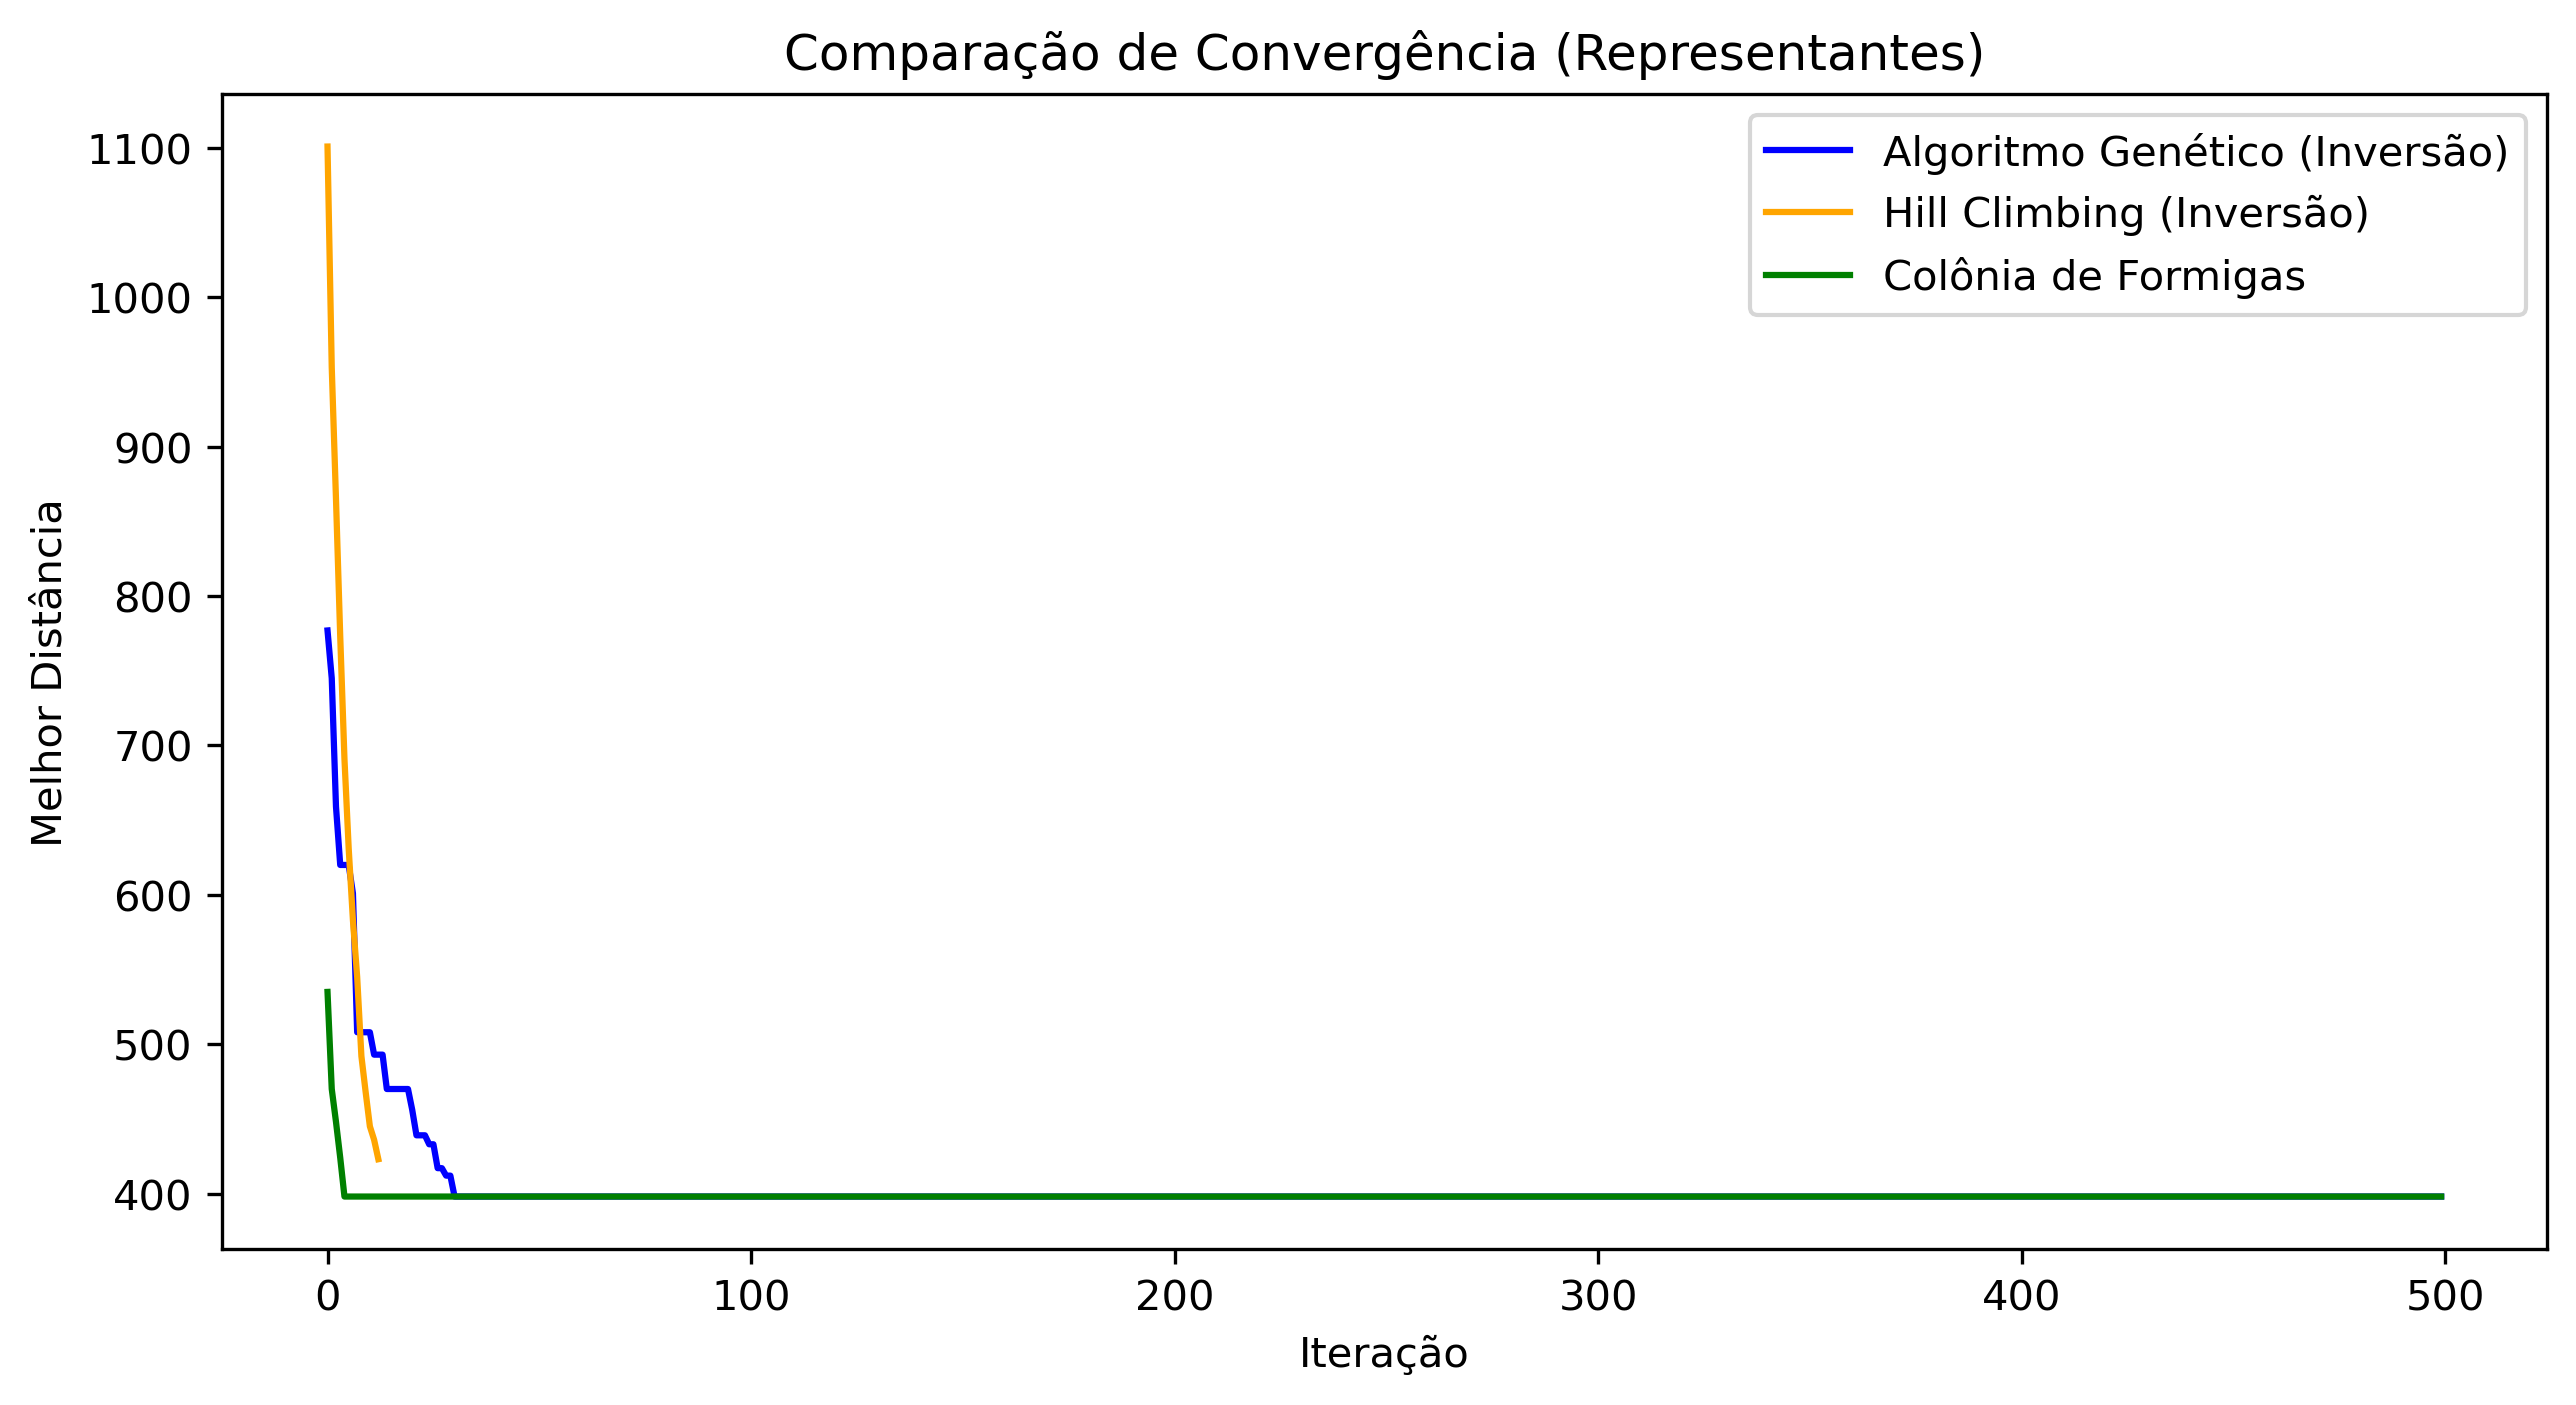 Comparação de Convergência (Representantes)
Algoritmo Genético (Inversão)
Hill Climbing (Inversão)
Colônia de Formigas
Melhor Distância
1100
1000
900
800
700
600
500
400
0 100 200 300 400 500
Iteração